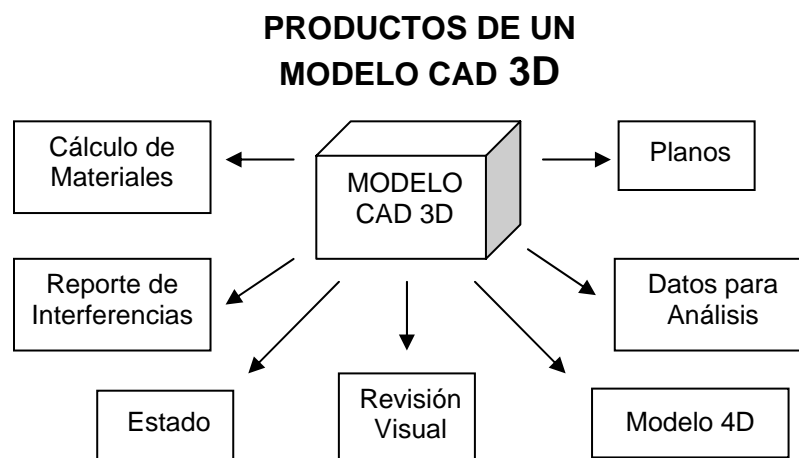 PRODUCTOS DE UN
MODELO CAD 3D
Cálculo de
Materiales
MODELO
CAD 3D
Planos
Reporte de
Interferencias
Datos para
Análisis
Estado
Revisión
Visual
Modelo 4D